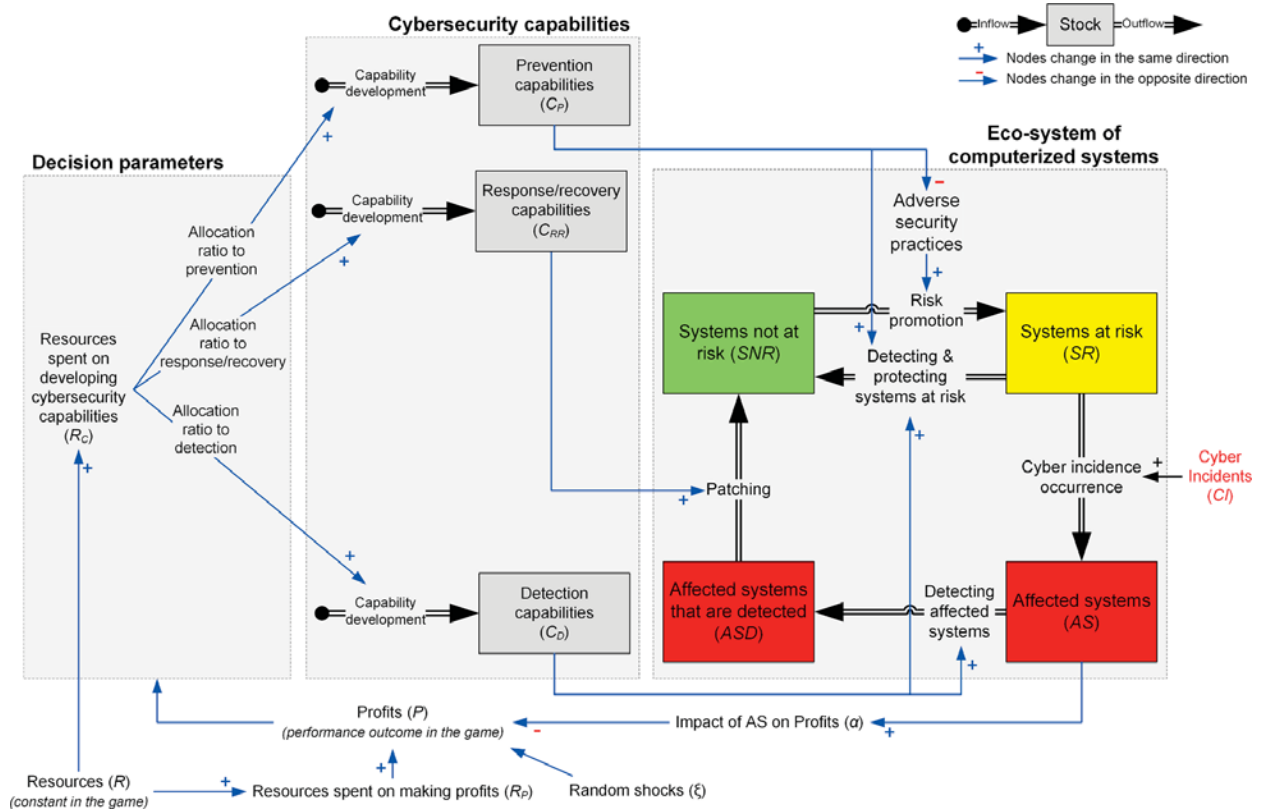 Cybersecurity capabilities
Inflow
Stock
Outflow
+
Nodes change in the same direction
−
Nodes change in the opposite direction
Capability
development
Prevention
capabilities
(CP)
+
Decision parameters
Eco-system of
computerized systems
Capability
development
Response/recovery
capabilities
(CRR)
+
−
Adverse
security
practices
+
Allocation
ratio to
prevention
Allocation
ratio to
response/recovery
Allocation
ratio to
detection
Resources
spent on
developing
cybersecurity
capabilities
(RC)
+
Systems not at
risk (SNR)
Risk
promotion
+
Detecting &
protecting
systems at risk
+
Systems at risk
(SR)
Patching
+
Cyber incidence
occurrence
+
Cyber
Incidents
(CI)
+
Capability
development
Detection
capabilities
(CD)
Affected systems
that are detected
(ASD)
Detecting
affected
systems
+
Affected systems
(AS)
Profits (P)
(performance outcome in the game)
−
Impact of AS on Profits (α)
+
Resources (R)
(constant in the game)
+
+
Resources spent on making profits (RP)
Random shocks (ξ)